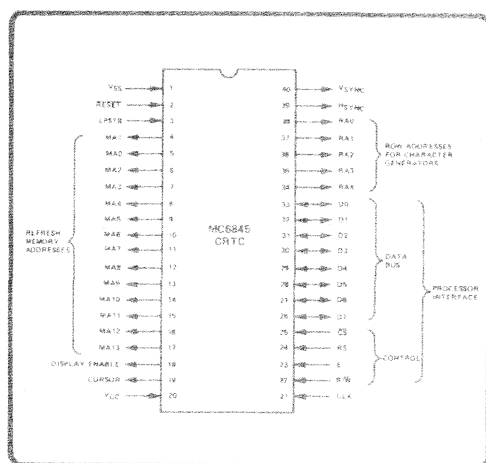 VSS 1 40 VSYNC
RESET 2 39 HSYNC
LPSTB 3 38 RA0
MA1 4 37 RA1
MA0 5 36 RA2
MA2 6 35 RA3
MA3 7 34 RA4
MA4 8 33 D0
MA5 9 32 D1
MA6 10 31 D2
MA7 11 30 D3
MA8 12 29 D4
MA9 13 28 D5
MA10 14 27 D6
MA11 15 26 D7
MA12 16 25 CS
MA13 17 24 RS
DISPLAY ENABLE 18 23 E
CURSOR 19 22 R/W
VCC 20 21 CLK
MC6845
CRTC
REFRESH
MEMORY
ADDRESSES
ROW ADDRESSES
FOR CHARACTER
GENERATORS
DATA
BUS
PROCESSOR
INTERFACE
CONTROL